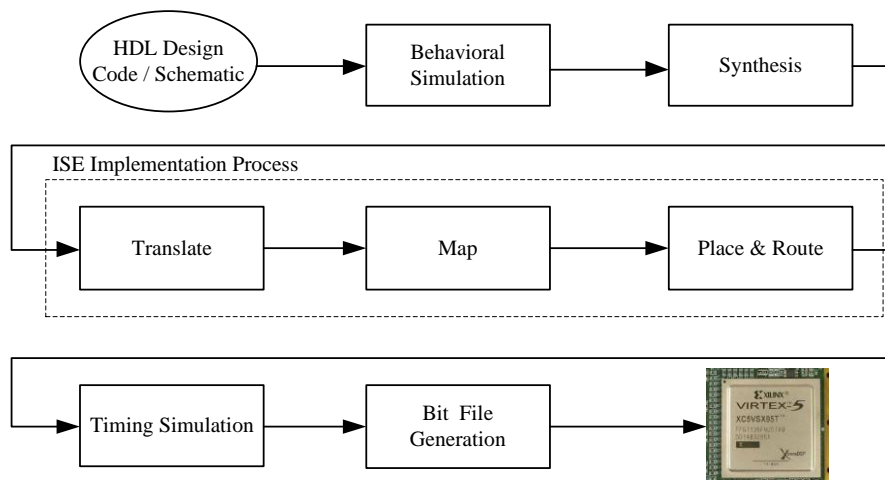 HDL Design
Code / Schematic
Behavioral
Simulation
Synthesis
ISE Implementation Process
Translate
Map
Place & Route
Timing Simulation
Bit File
Generation
XILINX
VIRTEX-5
XC5VSX95T